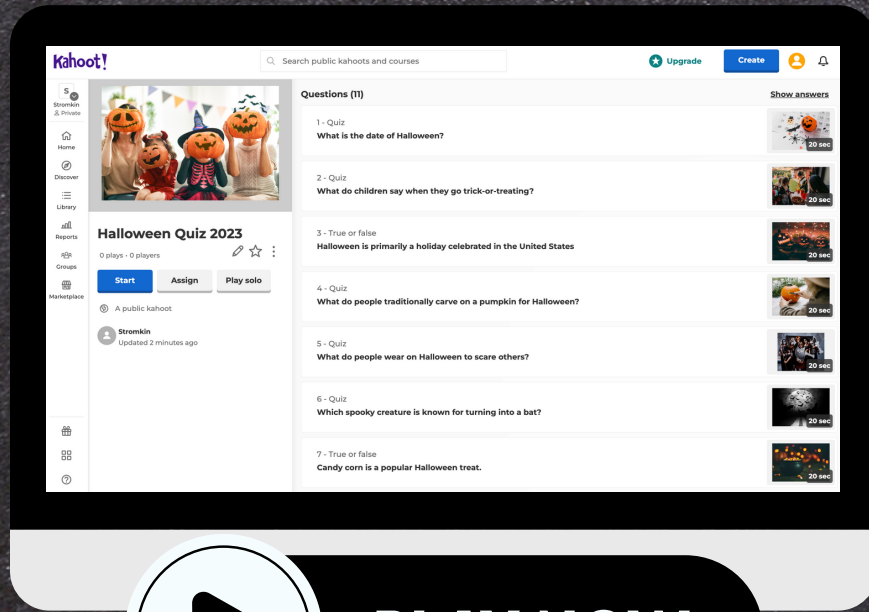 Kahoot!
Search public kahoots and courses
Upgrade
Create
S
Stromkin
Private
Home
Discover
Library
Reports
Groups
Marketplace
Halloween Quiz 2023
0 plays · 0 players
Start
Assign
Play solo
A public kahoot
Stromkin
Updated 2 minutes ago
Questions (11)
Show answers
1 - Quiz
What is the date of Halloween?
20 sec
2 - Quiz
What do children say when they go trick-or-treating?
20 sec
3 - True or false
Halloween is primarily a holiday celebrated in the United States
20 sec
4 - Quiz
What do people traditionally carve on a pumpkin for Halloween?
20 sec
5 - Quiz
What do people wear on Halloween to scare others?
20 sec
6 - Quiz
Which spooky creature is known for turning into a bat?
20 sec
7 - True or false
Candy corn is a popular Halloween treat.
20 sec